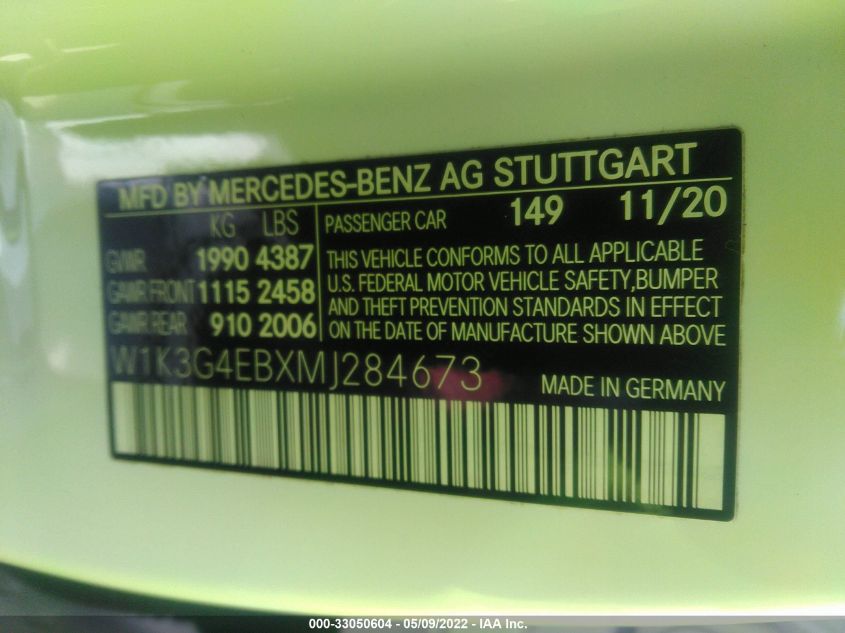 MFD BY MERCEDES-BENZ AG STUTTGART
KG LBS
GVWR 1990 4387
GAWR FRONT 1115 2458
GAWR REAR 910 2006
PASSENGER CAR 149 11/20
THIS VEHICLE CONFORMS TO ALL APPLICABLE
U.S. FEDERAL MOTOR VEHICLE SAFETY,BUMPER
AND THEFT PREVENTION STANDARDS IN EFFECT
ON THE DATE OF MANUFACTURE SHOWN ABOVE
W1K3G4EBXMJ284673
MADE IN GERMANY
000-33050604 - 05/09/2022 - IAA Inc.